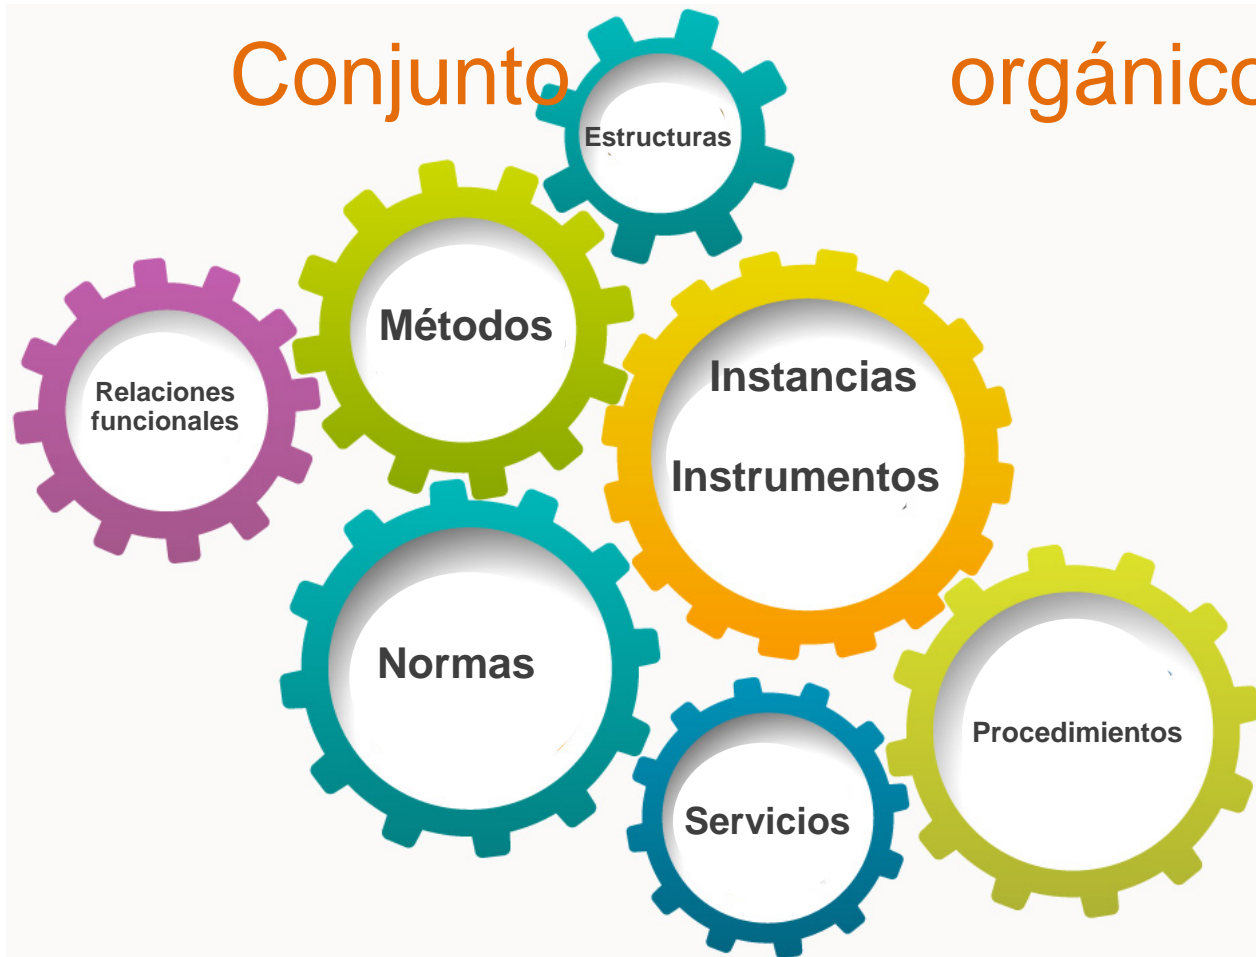 Conjunto orgánico
Estructuras
Métodos
Relaciones
funcionales
Instancias
Instrumentos
Normas
Procedimientos
Servicios